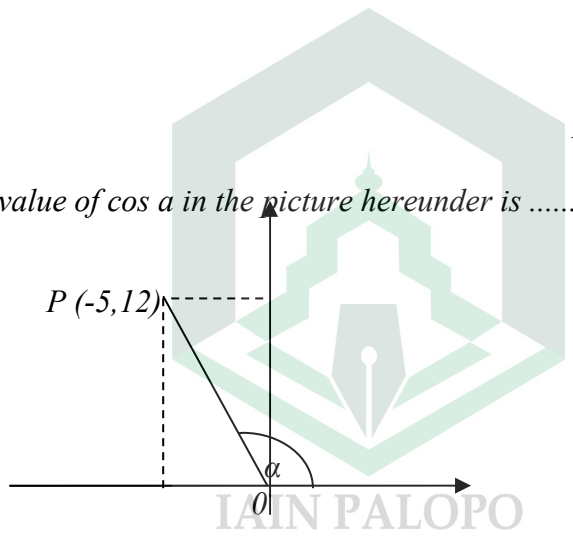 value of cos a in the picture hereunder is ......
P (-5,12)
α
0
IAIN PALOPO